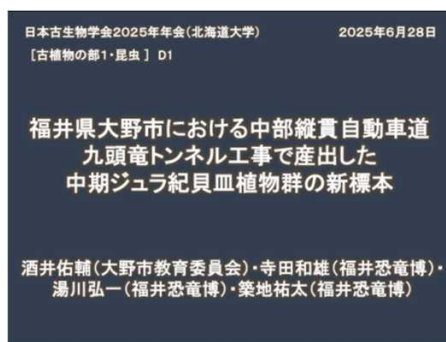 日本古生物学会2025年年会(北海道大学)
2025年6月28日
［古植物の部1・昆虫 ］ D1
福井県大野市における中部縦貫自動車道
九頭竜トンネル工事で産出した
中期ジュラ紀貝皿植物群の新標本
酒井佑輔(大野市教育委員会)・寺田和雄(福井恐竜博)・
湯川弘一(福井恐竜博)・築地祐太(福井恐竜博)